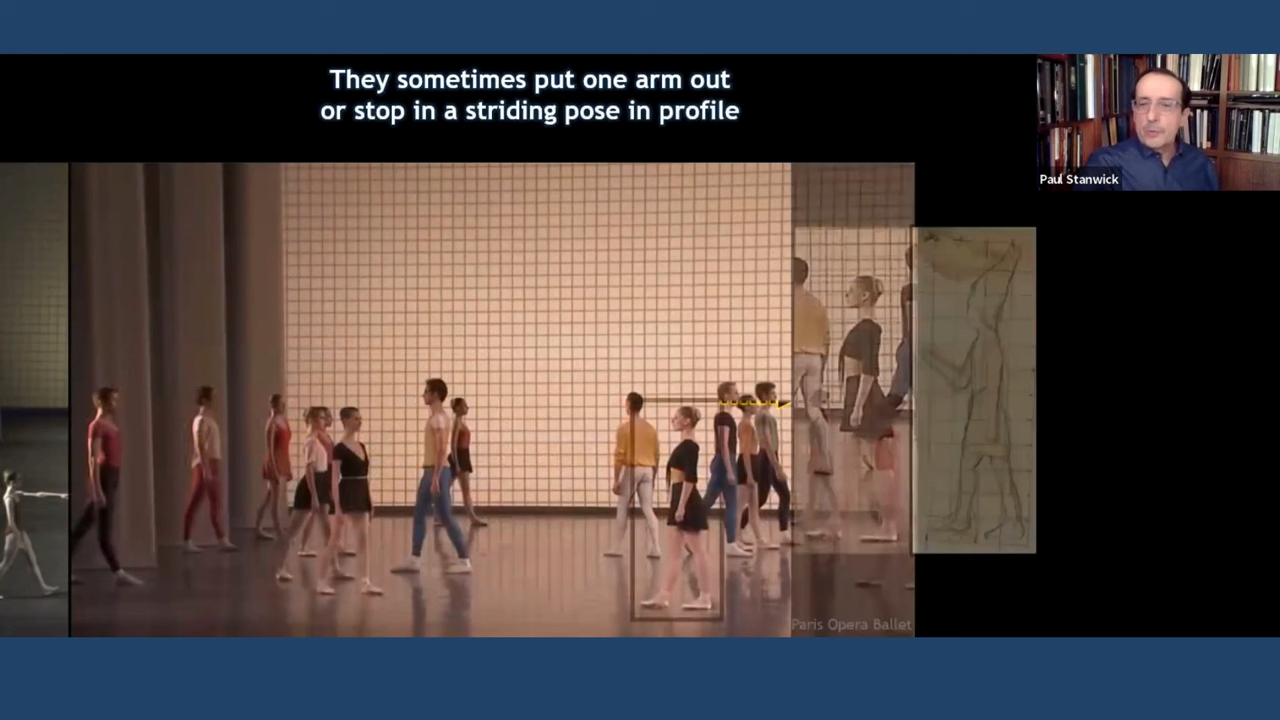 They sometimes put one arm out
or stop in a striding pose in profile
Paul Stanwick
Paris Opera Ballet